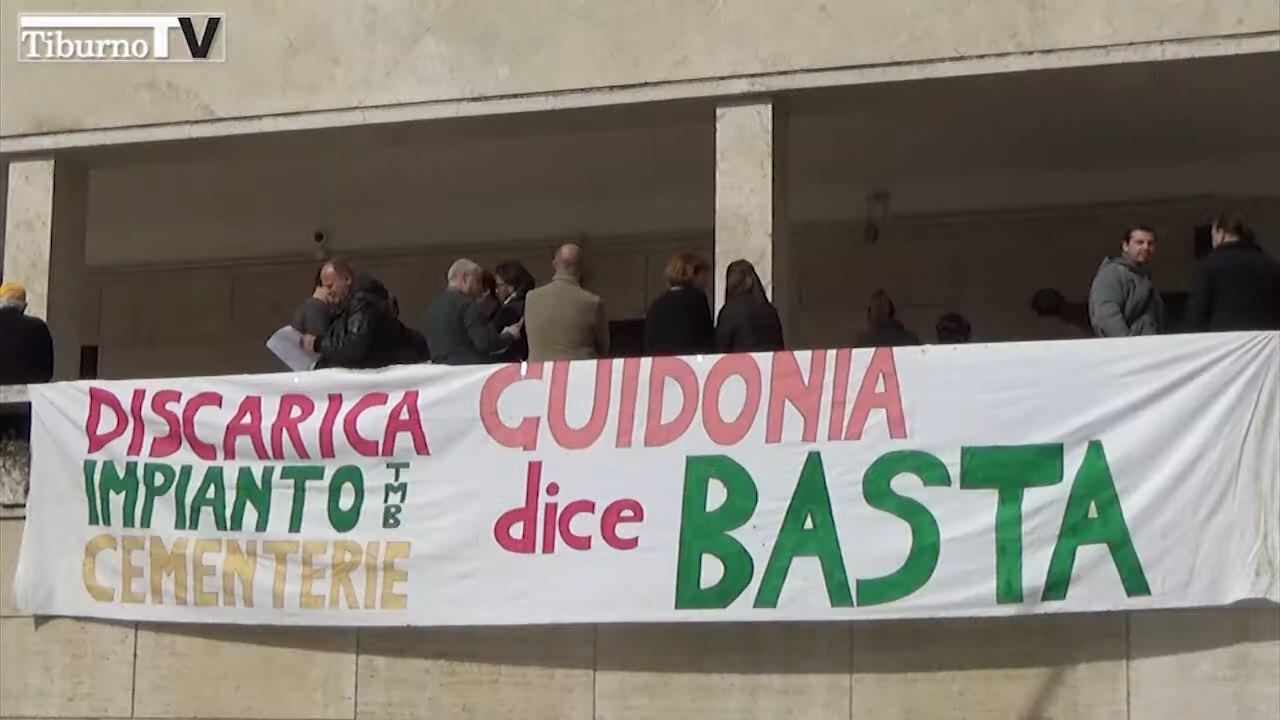 TiburnoTV
DISCARICA
IMPIANTO TMB
CEMENTERIE
GUIDONIA
dice BASTA